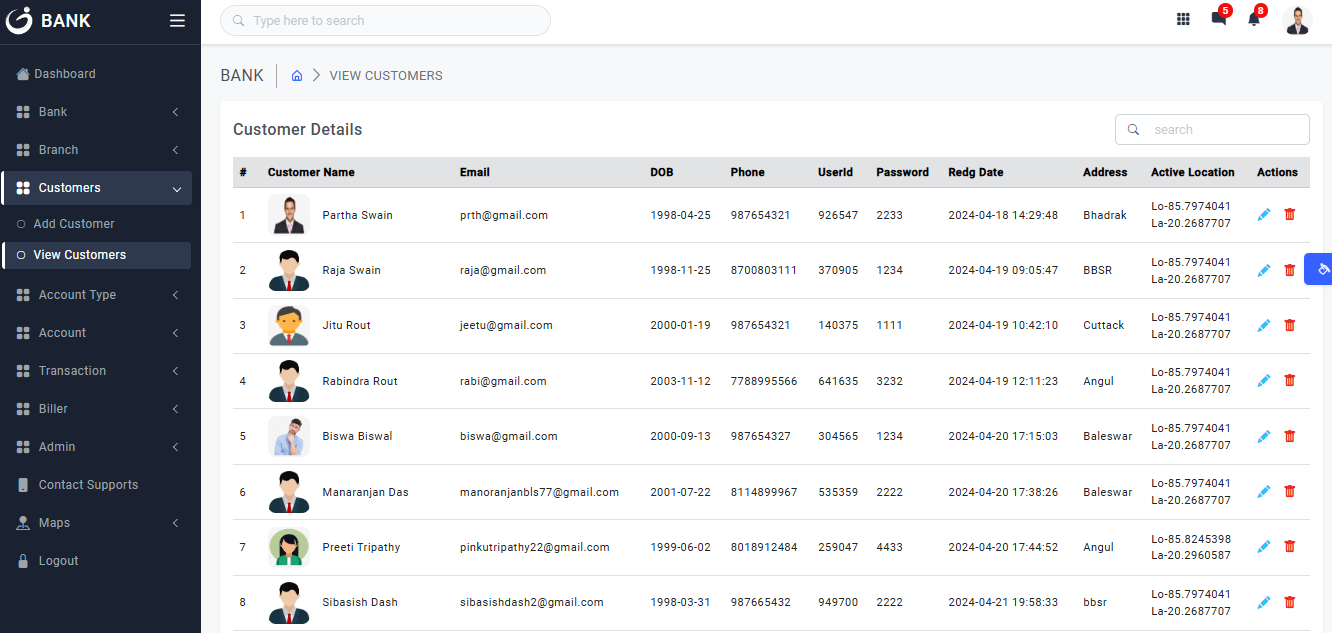 BANK
Type here to search
5
8
Dashboard
Bank
Branch
Customers
Add Customer
View Customers
Account Type
Account
Transaction
Biller
Admin
Contact Supports
Maps
Logout
BANK VIEW CUSTOMERS
Customer Details
search
# Customer Name Email DOB Phone UserId Password Redg Date Address Active Location Actions
1 Partha Swain prth@gmail.com 1998-04-25 987654321 926547 2233 2024-04-18 14:29:48 Bhadrak Lo-85.7974041
La-20.2687707
2 Raja Swain raja@gmail.com 1998-11-25 8700803111 370905 1234 2024-04-19 09:05:47 BBSR Lo-85.7974041
La-20.2687707
3 Jitu Rout jeetu@gmail.com 2000-01-19 987654321 140375 1111 2024-04-19 10:42:10 Cuttack Lo-85.7974041
La-20.2687707
4 Rabindra Rout rabi@gmail.com 2003-11-12 7788995566 641635 3232 2024-04-19 12:11:23 Angul Lo-85.7974041
La-20.2687707
5 Biswa Biswal biswa@gmail.com 2000-09-13 987654327 304565 1234 2024-04-20 17:15:03 Baleswar Lo-85.7974041
La-20.2687707
6 Manaranjan Das manoranjanbls77@gmail.com 2001-07-22 8114899967 535359 2222 2024-04-20 17:38:26 Baleswar Lo-85.7974041
La-20.2687707
7 Preeti Tripathy pinkutripathy22@gmail.com 1999-06-02 8018912484 259047 4433 2024-04-20 17:44:52 Angul Lo-85.8245398
La-20.2960587
8 Sibasish Dash sibasishdash2@gmail.com 1998-03-31 987665432 949700 2222 2024-04-21 19:58:33 bbsr Lo-85.7974041
La-20.2687707